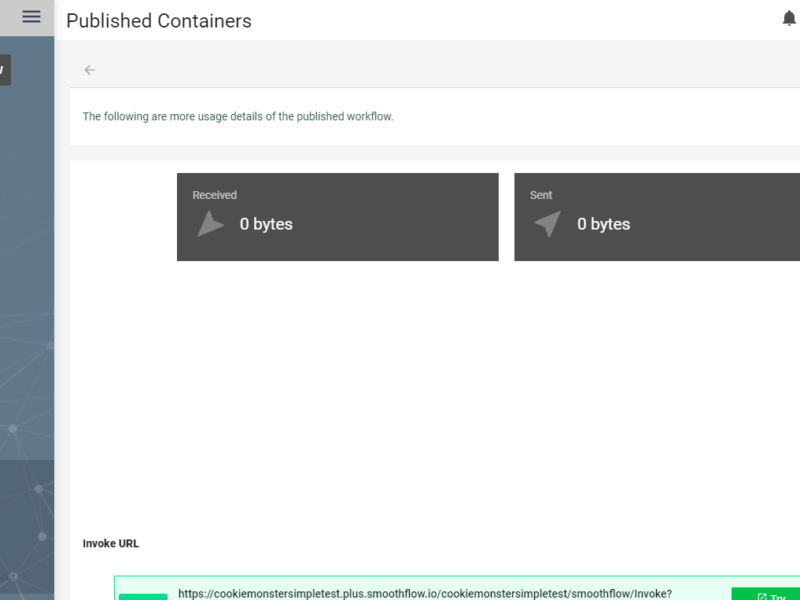 Published Containers
The following are more usage details of the published workflow.
Received
0 bytes
Sent
0 bytes
Invoke URL
https://cookiemonstersimpletest.plus.smoothflow.io/cookiemonstersimpletest/smoothflow/Invoke?
Try